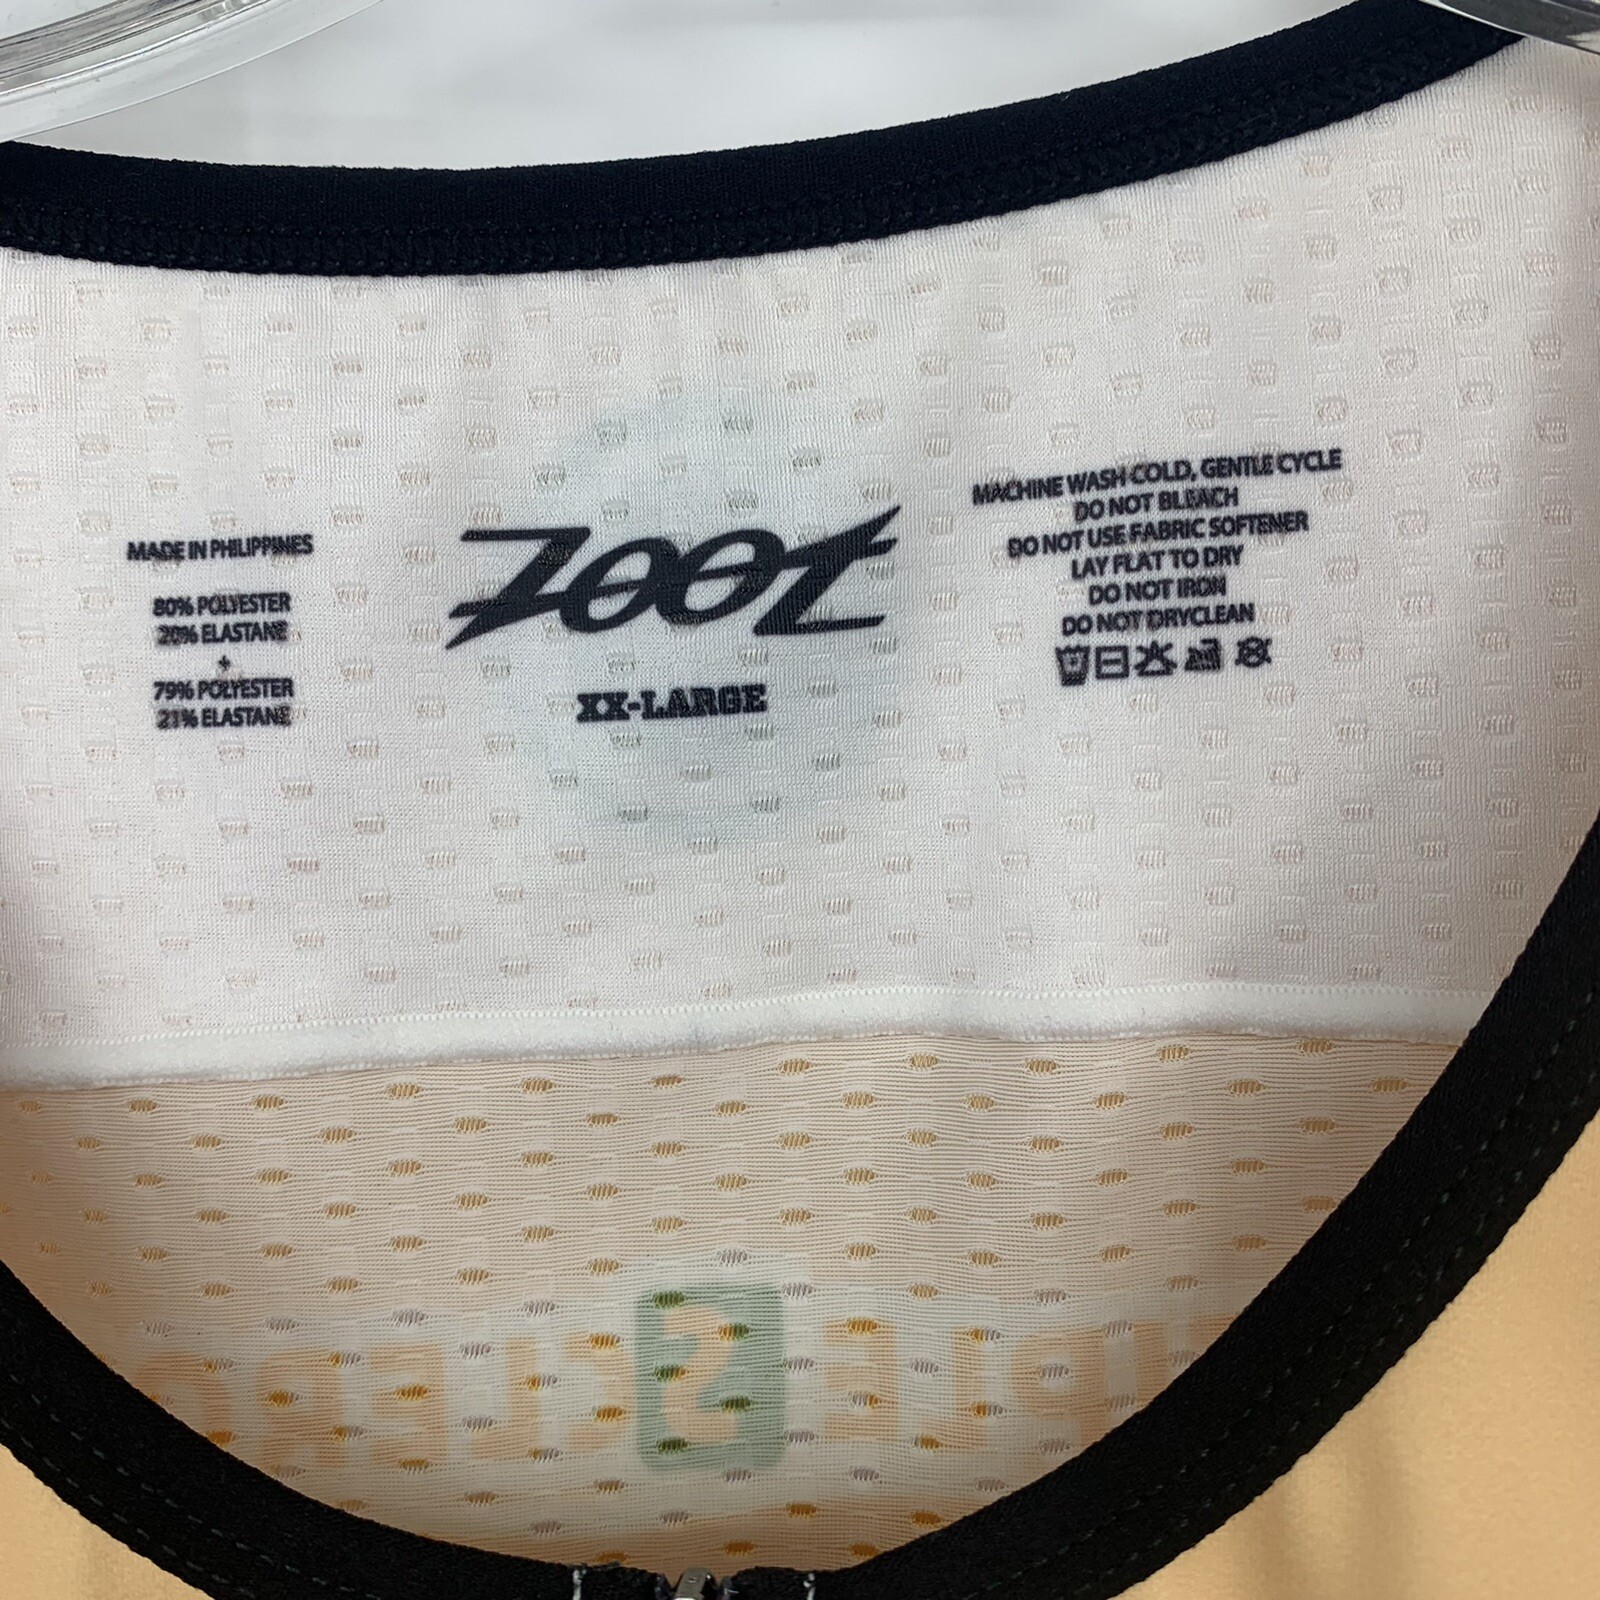 MADE IN PHILIPPINES
80% POLYESTER
20% ELASTANE
+
79% POLYESTER
21% ELASTANE
ZOOT
XX-LARGE
MACHINE WASH COLD, GENTLE CYCLE
DO NOT BLEACH
DO NOT USE FABRIC SOFTENER
LAY FLAT TO DRY
DO NOT IRON
DO NOT DRYCLEAN